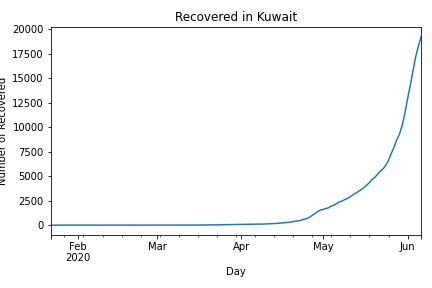 Recovered in Kuwait
20000
17500
15000
12500
10000
7500
5000
2500
0
Number of Recovered
Feb
2020
Mar
Apr
May
Jun
Day